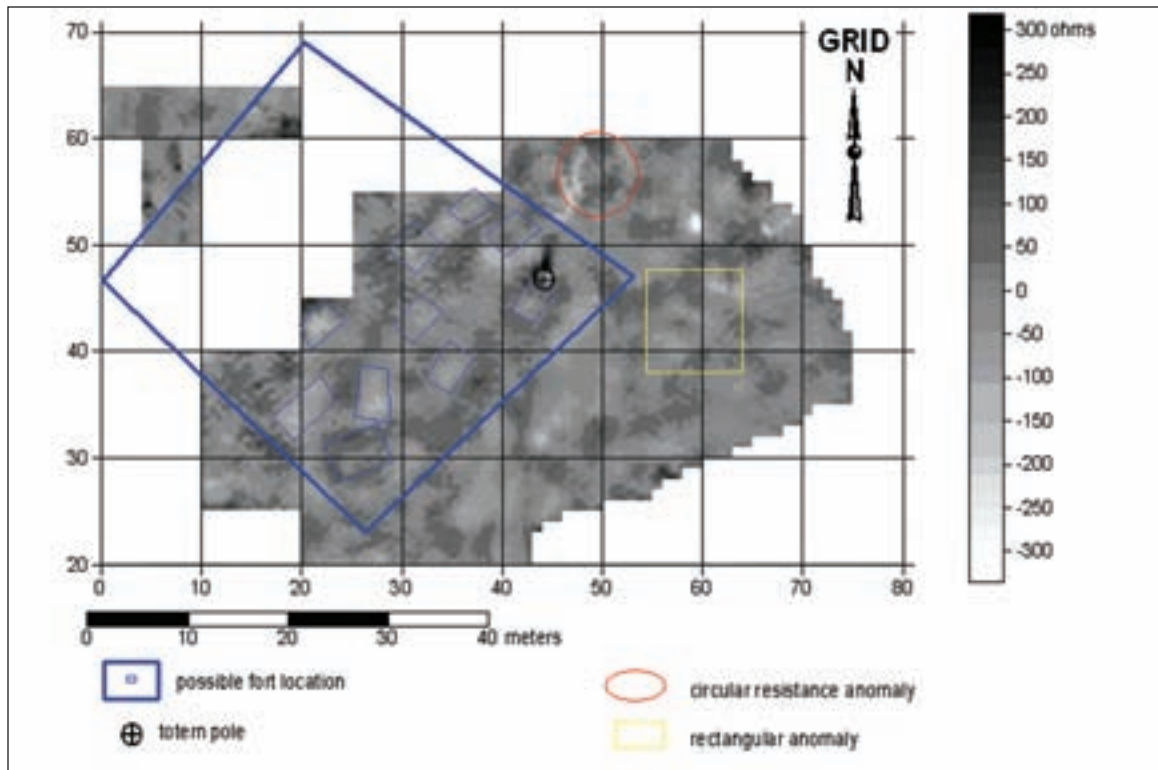 70
60
50
40
30
20
0 10 20 30 40 50 60 70 80
GRID
N
300 ohms
250
200
150
100
50
0
-50
-100
-150
-200
-250
-300
0 10 20 30 40 meters
possible fort location
circular resistance anomaly
totem pole
rectangular anomaly